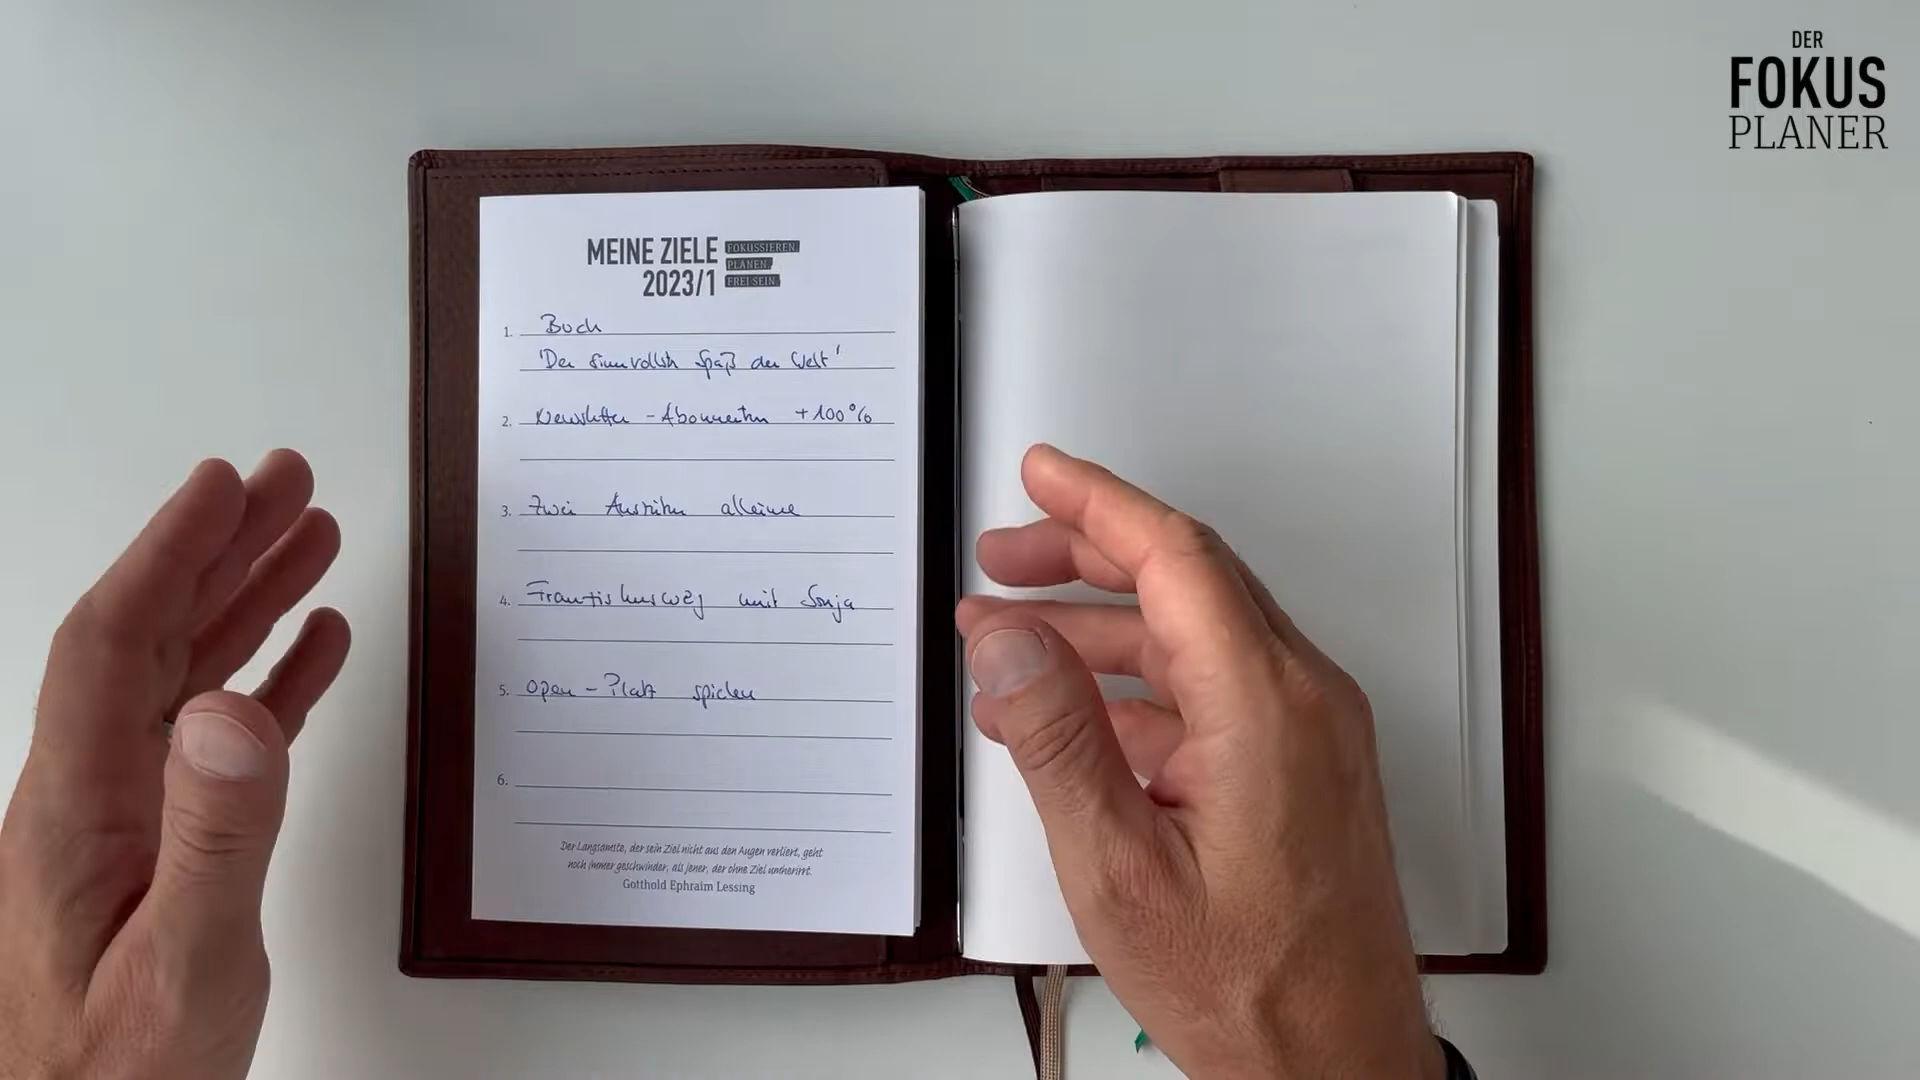 DER
FOKUS
PLANER
MEINE ZIELE
2023/1
FOKUSSIEREN.
PLANEN.
FREI SEIN.
1. Buch
'Der sinnvollste Spaß der Welt'
2. Newsletter - Abonnenten +100%
3. Zwei Auszeiten alleine
4. Franziskusweg mit Sonja
5. Open - Platz spielen
6.
Der Langsamste, der sein Ziel nicht aus den Augen verliert, geht
noch immer geschwinder, als jener, der ohne Ziel umherirrt.
Gotthold Ephraim Lessing